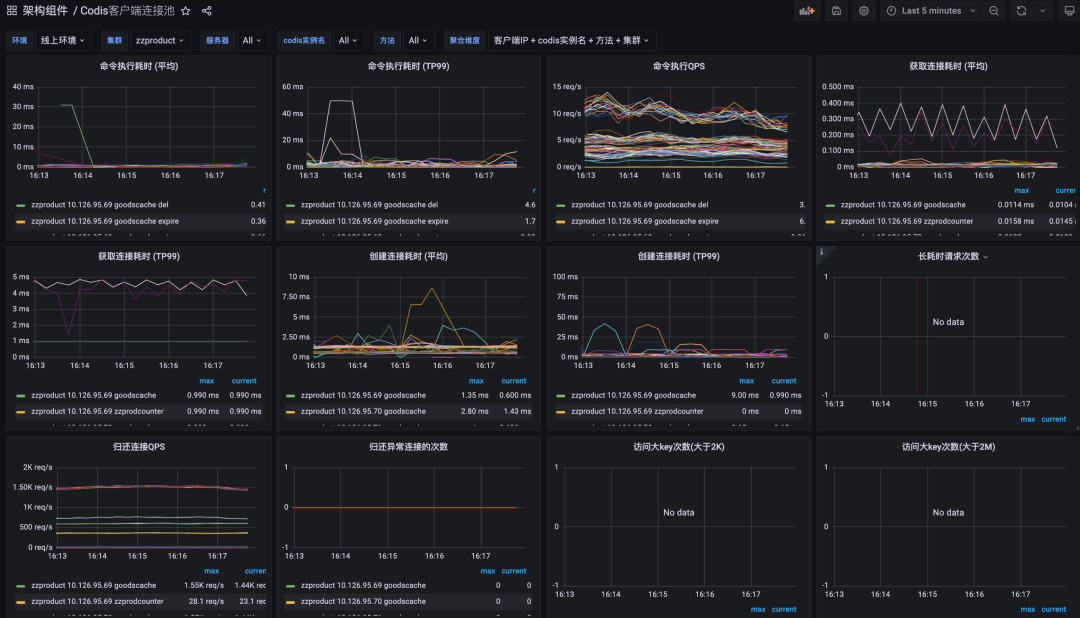 架构组件 / Codis客户端连接池
Last 5 minutes
环境 线上环境 集群 zzproduct 服务器 All codis实例名 All 方法 All 聚合维度 客户端IP + codis实例名 + 方法 + 集群
命令执行耗时 (平均)
40 ms
30 ms
20 ms
10 ms
0 ms
16:13 16:14 16:15 16:16 16:17
zzproduct 10.126.95.69 goodscache del 0.41
zzproduct 10.126.95.69 goodscache expire 0.36
命令执行耗时 (TP99)
60 ms
40 ms
20 ms
0 ms
16:13 16:14 16:15 16:16 16:17
zzproduct 10.126.95.69 goodscache del 4.6
zzproduct 10.126.95.69 goodscache expire 1.7
命令执行QPS
15 req/s
10 req/s
5 req/s
0 req/s
16:13 16:14 16:15 16:16 16:17
zzproduct 10.126.95.69 goodscache del 3.
zzproduct 10.126.95.69 goodscache expire 6.
获取连接耗时 (平均)
0.500 ms
0.400 ms
0.300 ms
0.200 ms
0.100 ms
0 ms
16:13 16:14 16:15 16:16 16:17
max currer
zzproduct 10.126.95.69 goodscache 0.0114 ms 0.0104
zzproduct 10.126.95.69 zzprodcounter 0.0158 ms 0.0145
获取连接耗时 (TP99)
5 ms
4 ms
3 ms
2 ms
1 ms
0 ms
16:13 16:14 16:15 16:16 16:17
max current
zzproduct 10.126.95.69 goodscache 0.990 ms 0.990 ms
zzproduct 10.126.95.69 zzprodcounter 0.990 ms 0.990 ms
创建连接耗时 (平均)
10 ms
7.50 ms
5 ms
2.50 ms
0 ms
16:13 16:14 16:15 16:16 16:17
max current
zzproduct 10.126.95.69 goodscache 1.35 ms 0.600 ms
zzproduct 10.126.95.70 goodscache 2.80 ms 1.43 ms
创建连接耗时 (TP99)
100 ms
75 ms
50 ms
25 ms
0 ms
16:13 16:14 16:15 16:16 16:17
max current
zzproduct 10.126.95.69 goodscache 9.00 ms 0.990 ms
zzproduct 10.126.95.69 zzprodcounter 0 ms 0 ms
长耗时请求次数
1
0
-1
No data
16:13 16:14 16:15 16:16 16:17
max current
归还连接QPS
2K req/s
1.50K req/s
1K req/s
500 req/s
0 req/s
16:13 16:14 16:15 16:16 16:17
max curren
zzproduct 10.126.95.69 goodscache 1.55K req/s 1.44K rec
zzproduct 10.126.95.69 zzprodcounter 28.1 req/s 23.1 rec
归还异常连接的次数
1
0
-1
16:13 16:14 16:15 16:16 16:17
max current
zzproduct 10.126.95.69 goodscache 0 0
zzproduct 10.126.95.70 goodscache 0 0
访问大key次数(大于2K)
1
0
-1
No data
16:13 16:14 16:15 16:16 16:17
max current
访问大key次数(大于2M)
1
0
-1
No data
16:13 16:14 16:15 16:16 16:17
max current